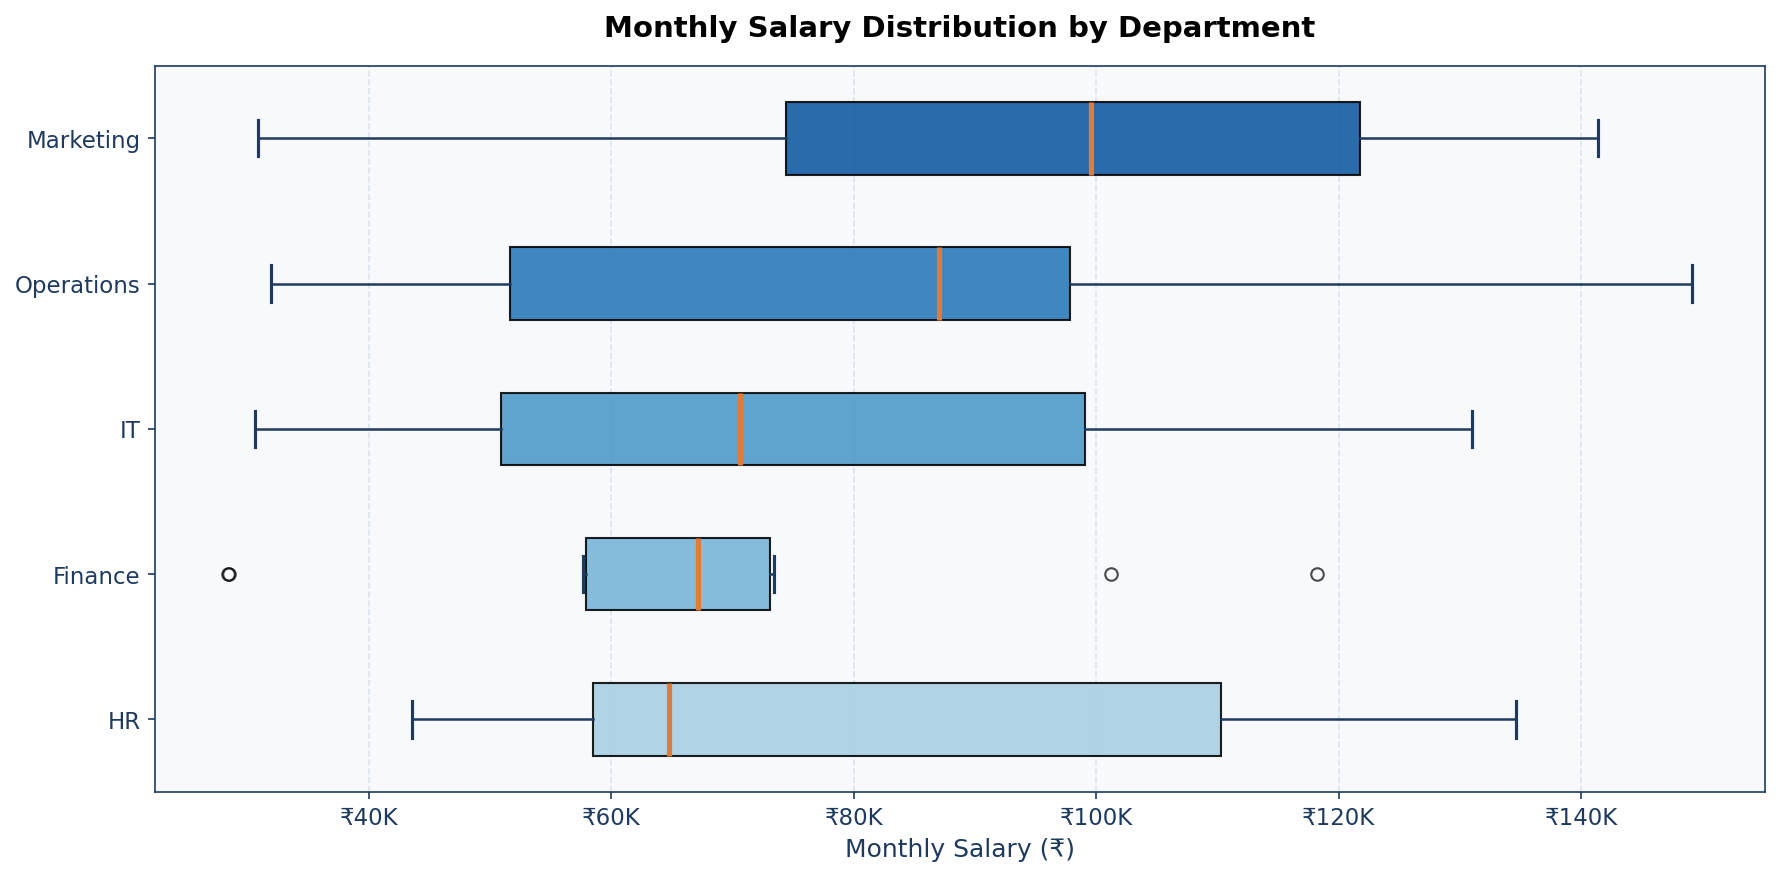 Monthly Salary Distribution by Department
Marketing
Operations
IT
Finance
HR
₹40K ₹60K ₹80K ₹100K ₹120K ₹140K
Monthly Salary (₹)